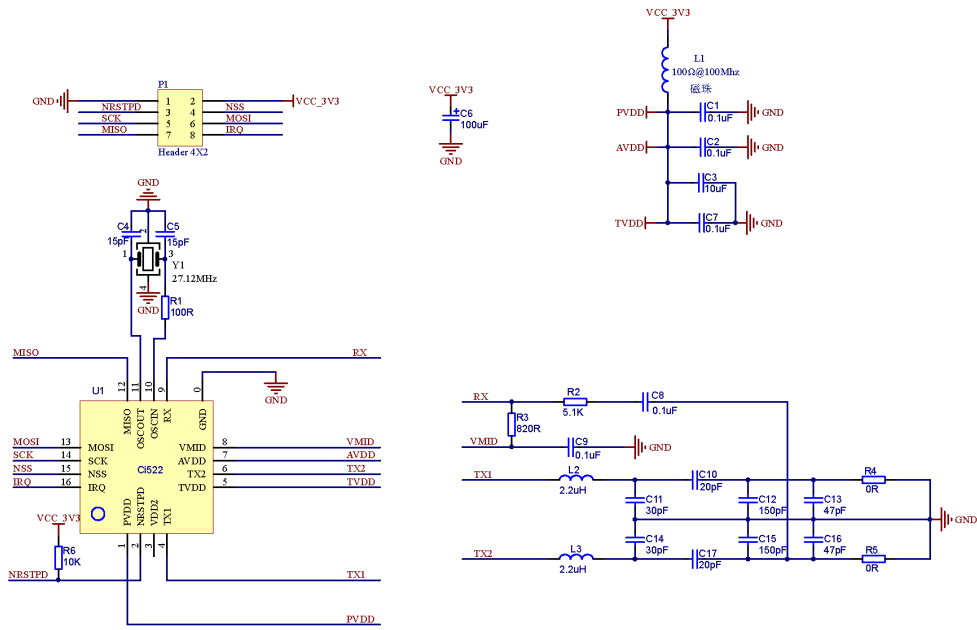 P1
GND
1
2
VCC_3V3
NRSTPD
3
4
NSS
SCK
5
6
MOSI
MISO
7
8
IRQ
Header 4X2
VCC_3V3
C6
100uF
GND
VCC_3V3
L1
100Ω@100Mhz
磁珠
PVDD
C1
0.1uF
GND
AVDD
C2
0.1uF
GND
C3
10uF
TVDD
C7
0.1uF
GND
GND
C4
15pF
2
C5
15pF
1
3
Y1
27.12MHz
4
GND
R1
100R
MISO
RX
GND
U1
12
11
10
9
0
MISO
OSCOUT
OSCIN
RX
GND
MOSI
13
MOSI
VMID
8
VMID
SCK
14
SCK
AVDD
7
AVDD
NSS
15
NSS
Ci522
TX2
6
TX2
IRQ
16
IRQ
TVDD
5
TVDD
PVDD
NRSTPD
VDD2
TX1
1
2
3
4
VCC_3V3
R6
10K
NRSTPD
TX1
PVDD
RX
R2
5.1K
C8
0.1uF
R3
820R
VMID
C9
0.1uF
GND
TX1
L2
2.2uH
C10
20pF
R4
0R
C11
30pF
C12
150pF
C13
47pF
GND
C14
30pF
C15
150pF
C16
47pF
TX2
L3
2.2uH
C17
20pF
R5
0R